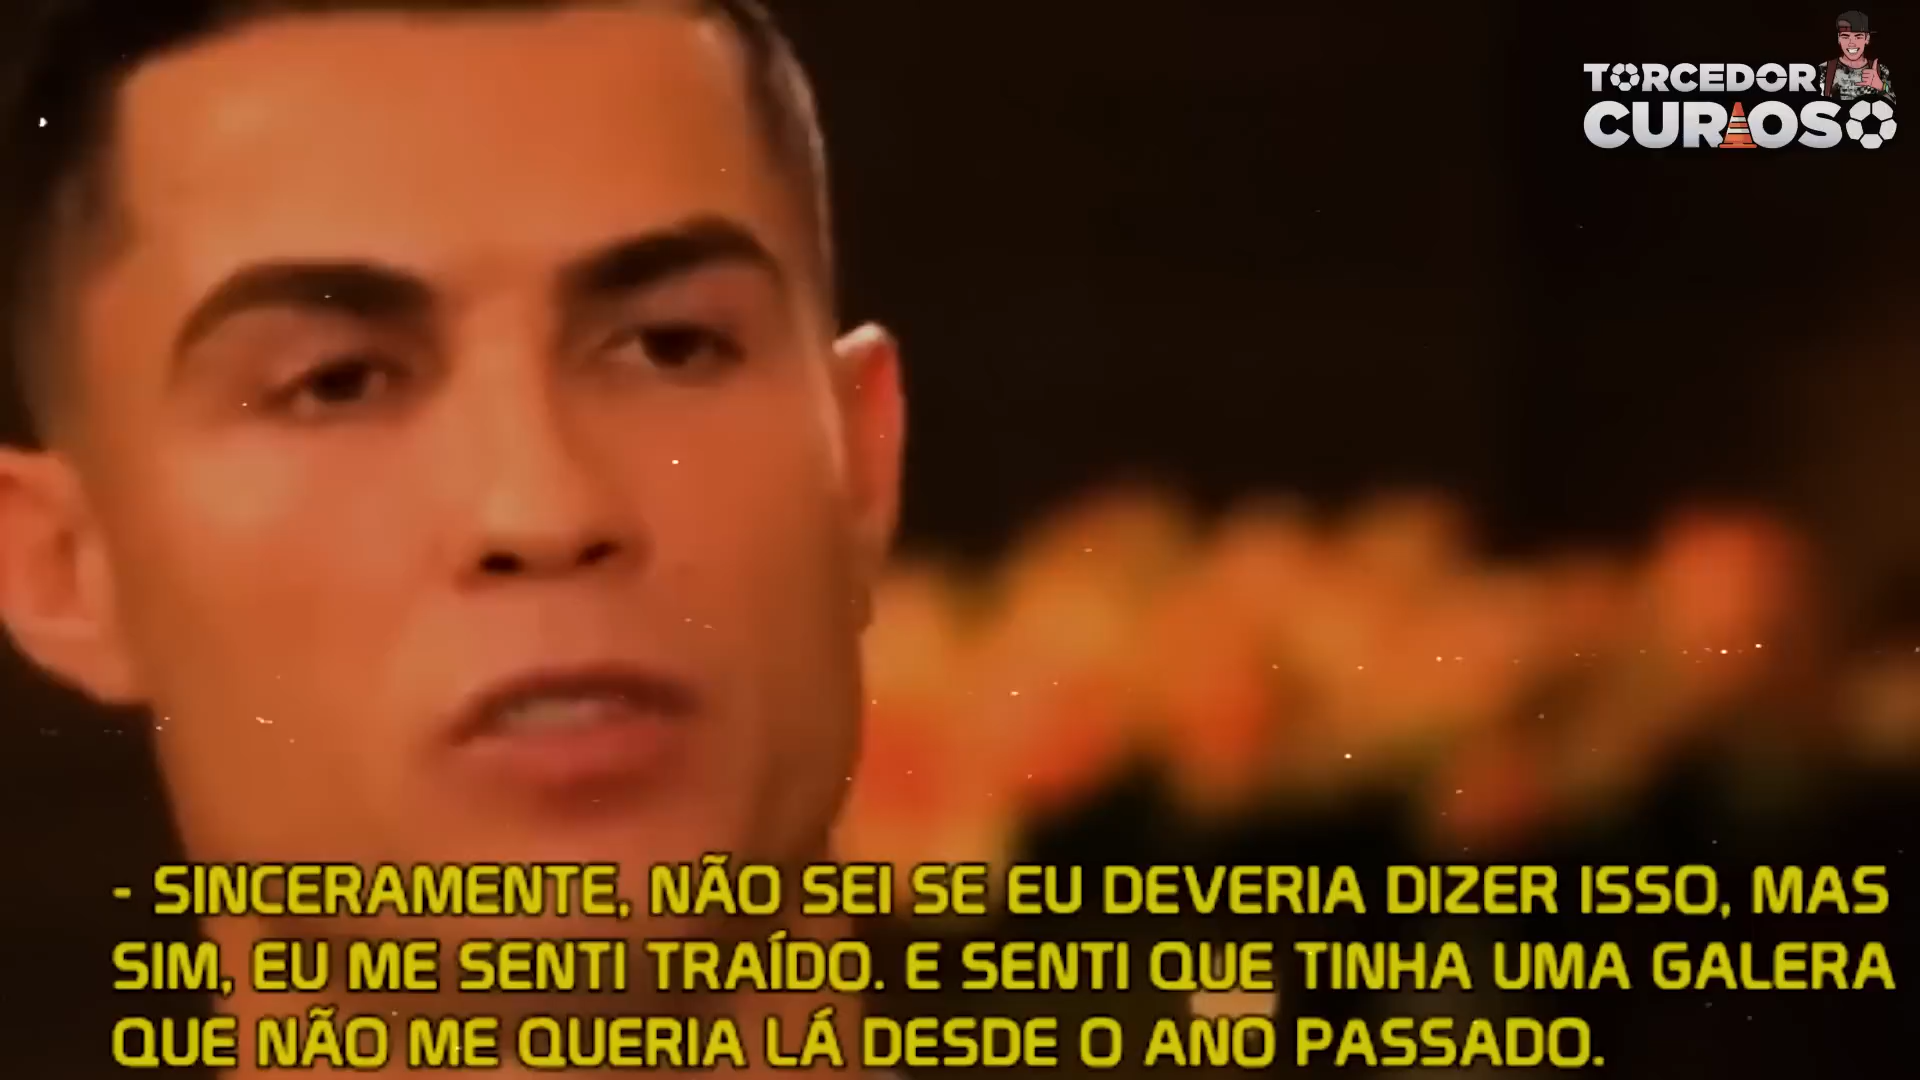 TORCEDOR
CURIOSO
- SINCERAMENTE, NÃO SEI SE EU DEVERIA DIZER ISSO, MAS
SIM, EU ME SENTI TRAÍDO. E SENTI QUE TINHA UMA GALERA
QUE NÃO ME QUERIA LÁ DESDE O ANO PASSADO.